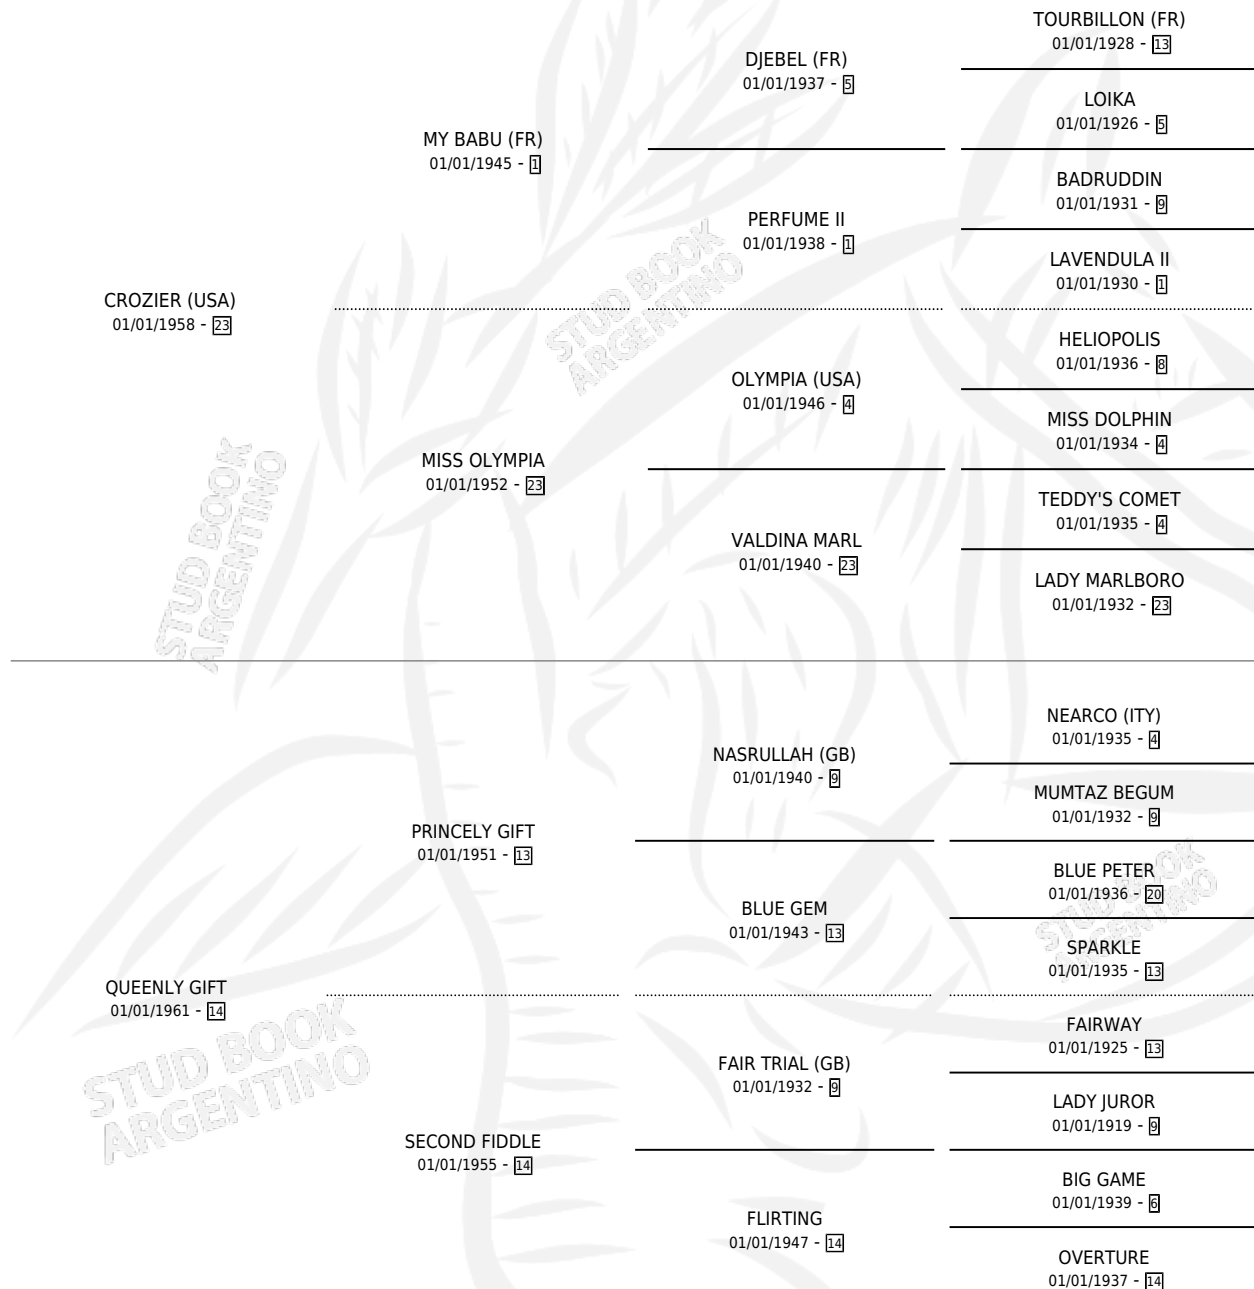 TOURBILLON (FR)
01/01/1928 - 13
DJEBEL (FR)
01/01/1937 - 5
LOIKA
01/01/1926 - 5
MY BABU (FR)
01/01/1945 - 1
BADRUDDIN
01/01/1931 - 9
PERFUME II
01/01/1938 - 1
LAVENDULA II
01/01/1930 - 1
CROZIER (USA)
01/01/1958 - 23
HELIOPOLIS
01/01/1936 - 8
OLYMPIA (USA)
01/01/1946 - 4
MISS DOLPHIN
01/01/1934 - 4
MISS OLYMPIA
01/01/1952 - 23
TEDDY'S COMET
01/01/1935 - 4
VALDINA MARL
01/01/1940 - 23
LADY MARLBORO
01/01/1932 - 23
NEARCO (ITY)
01/01/1935 - 4
NASRULLAH (GB)
01/01/1940 - 9
MUMTAZ BEGUM
01/01/1932 - 9
PRINCELY GIFT
01/01/1951 - 13
BLUE PETER
01/01/1936 - 20
BLUE GEM
01/01/1943 - 13
SPARKLE
01/01/1935 - 13
QUEENLY GIFT
01/01/1961 - 14
FAIRWAY
01/01/1925 - 13
FAIR TRIAL (GB)
01/01/1932 - 9
LADY JUROR
01/01/1919 - 9
SECOND FIDDLE
01/01/1955 - 14
BIG GAME
01/01/1939 - 6
FLIRTING
01/01/1947 - 14
OVERTURE
01/01/1937 - 14
STUD BOOK
ARGENTINO
STUD BOOK
ARGENTINO
STUD BOOK
ARGENTINO
STUD BOOK
ARGENTINO